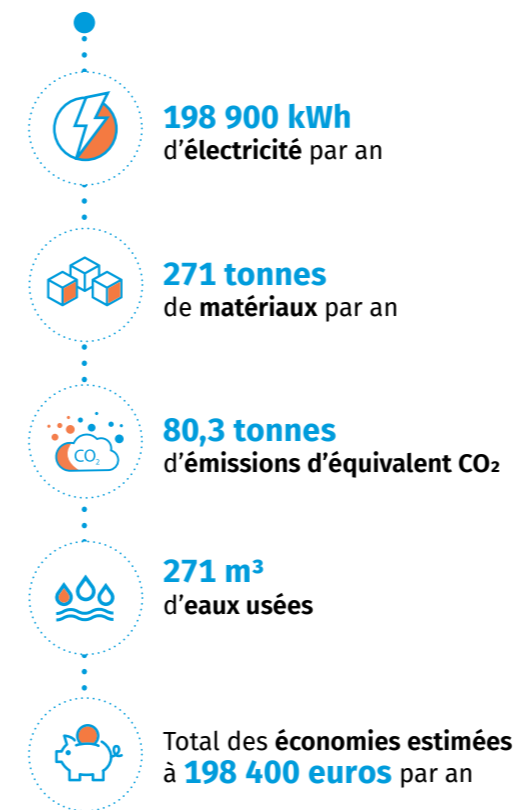 198 900 kWh
d’électricité par an
271 tonnes
de matériaux par an
CO₂
80,3 tonnes
d’émissions d’équivalent CO₂
271 m³
d’eaux usées
Total des économies estimées
à 198 400 euros par an